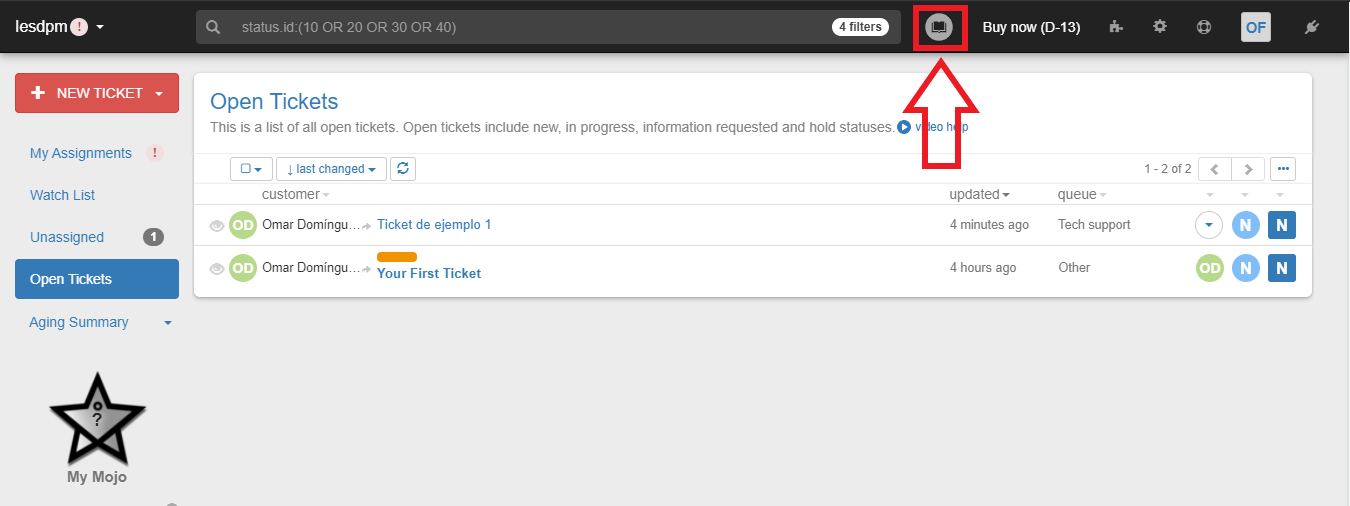 lesdpm ! status.id:(10 OR 20 OR 30 OR 40) 4 filters Buy now (D-13) OF
NEW TICKET
Open Tickets
This is a list of all open tickets. Open tickets include new, in progress, information requested and hold statuses. video help
My Assignments !
Watch List
Unassigned 1
Open Tickets
Aging Summary
?
My Mojo
↓ last changed 1 - 2 of 2 •••
customer updated queue
OD Omar Domíngu... Ticket de ejemplo 1 4 minutes ago Tech support N N
OD Omar Domíngu... Your First Ticket 4 hours ago Other OD N N